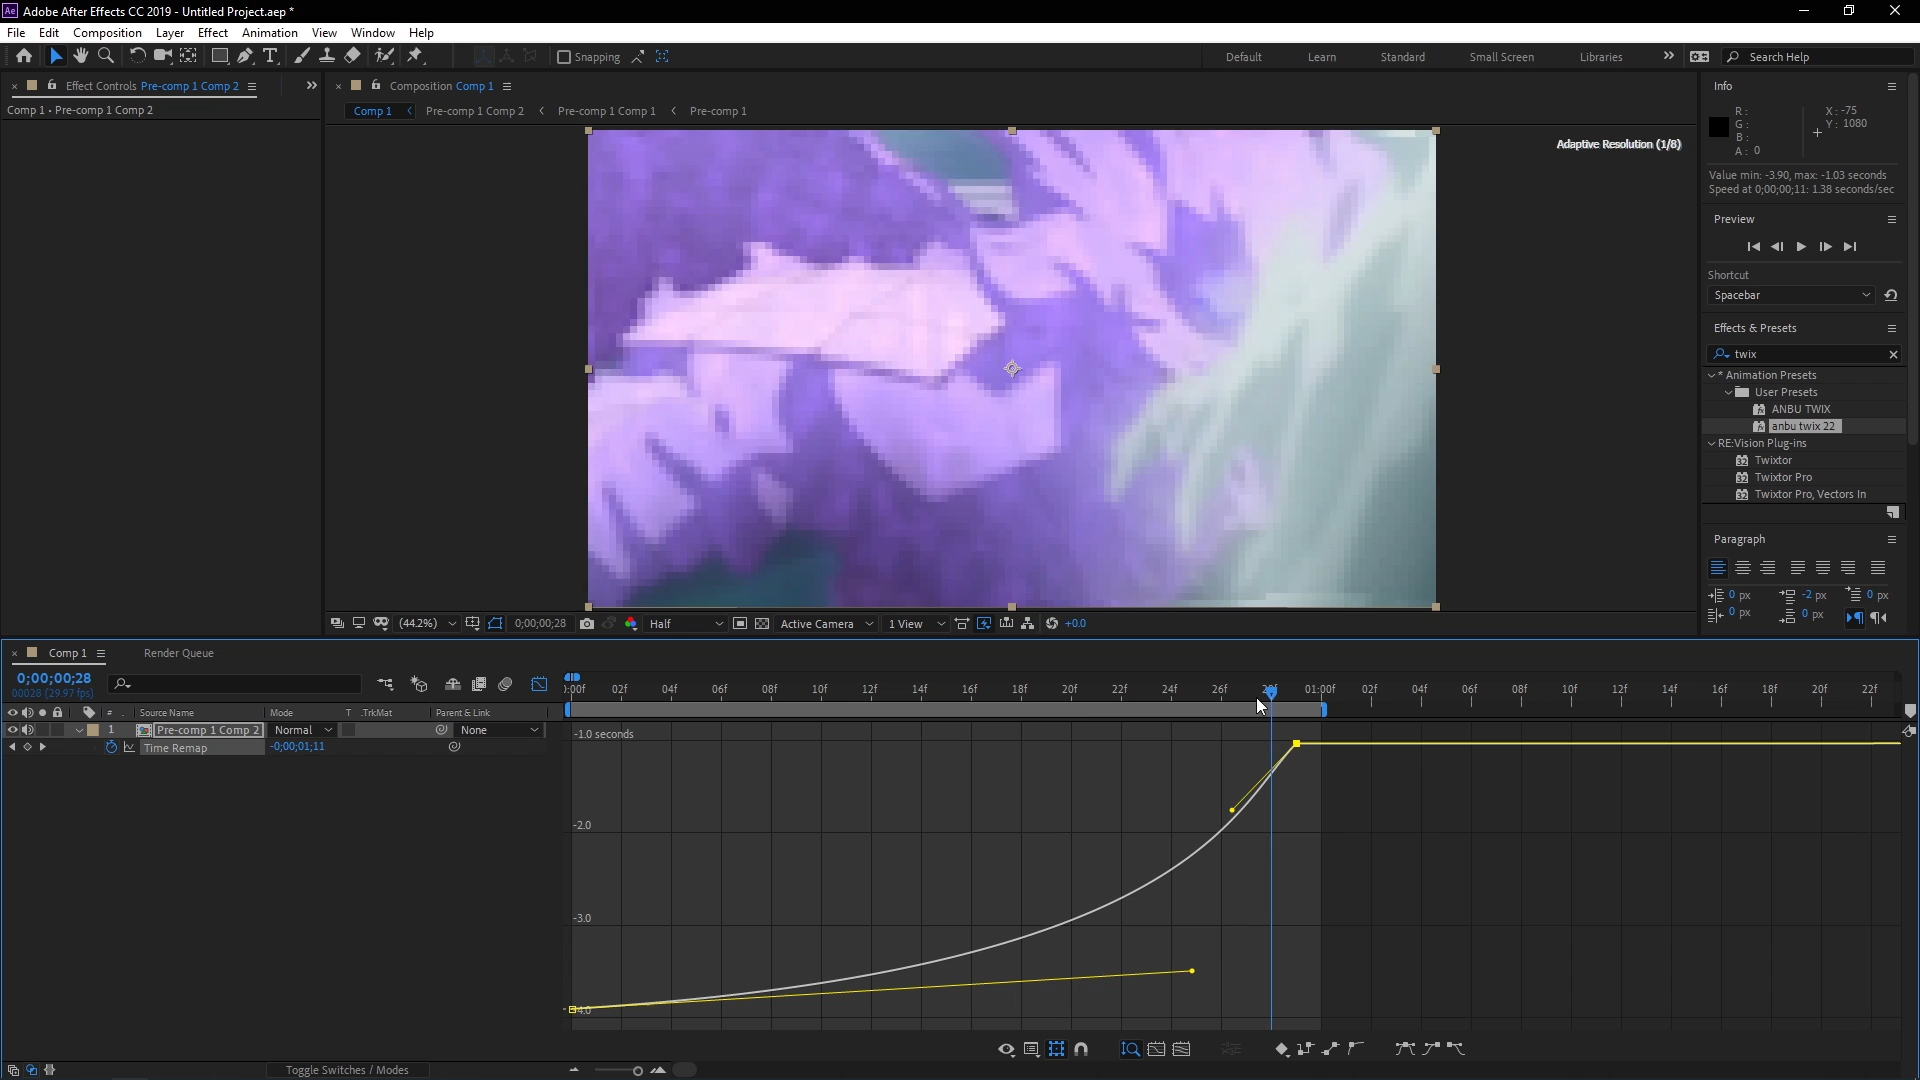 Ae Adobe After Effects CC 2019 - Untitled Project.aep *
File Edit Composition Layer Effect Animation View Window Help
Snapping Default Learn Standard Small Screen Libraries » Search Help
× Effect Controls Pre-comp 1 Comp 2 »
Comp 1 • Pre-comp 1 Comp 2
× Composition Comp 1
Comp 1 < Pre-comp 1 Comp 2 < Pre-comp 1 Comp 1 < Pre-comp 1
Adaptive Resolution (1/8)
(44.2%) 0;00;00;28 Half Active Camera 1 View +0.0
Info
R:
G:
B:
A: 0
X: -75
Y: 1080
Value min: -3.90, max: -1.03 seconds
Speed at 0;00;00;11: 1.38 seconds/sec
Preview
Shortcut
Spacebar
Effects & Presets
twix
* Animation Presets
User Presets
ANBU TWIX
anbu twix 22
RE:Vision Plug-ins
32 Twixtor
32 Twixtor Pro
32 Twixtor Pro, Vectors In
Paragraph
0 px -2 px 0 px
0 px 0 px
× Comp 1 Render Queue
0;00;00;28
00028 (29.97 fps)
):00f 02f 04f 06f 08f 10f 12f 14f 16f 18f 20f 22f 24f 26f 28f 01:00f 02f 04f 06f 08f 10f 12f 14f 16f 18f 20f 22f
# Source Name Mode T .TrkMat Parent & Link
1 Pre-comp 1 Comp 2 Normal None
Time Remap -0;00;01;11
-1.0 seconds
-2.0
-3.0
-4.0
Toggle Switches / Modes